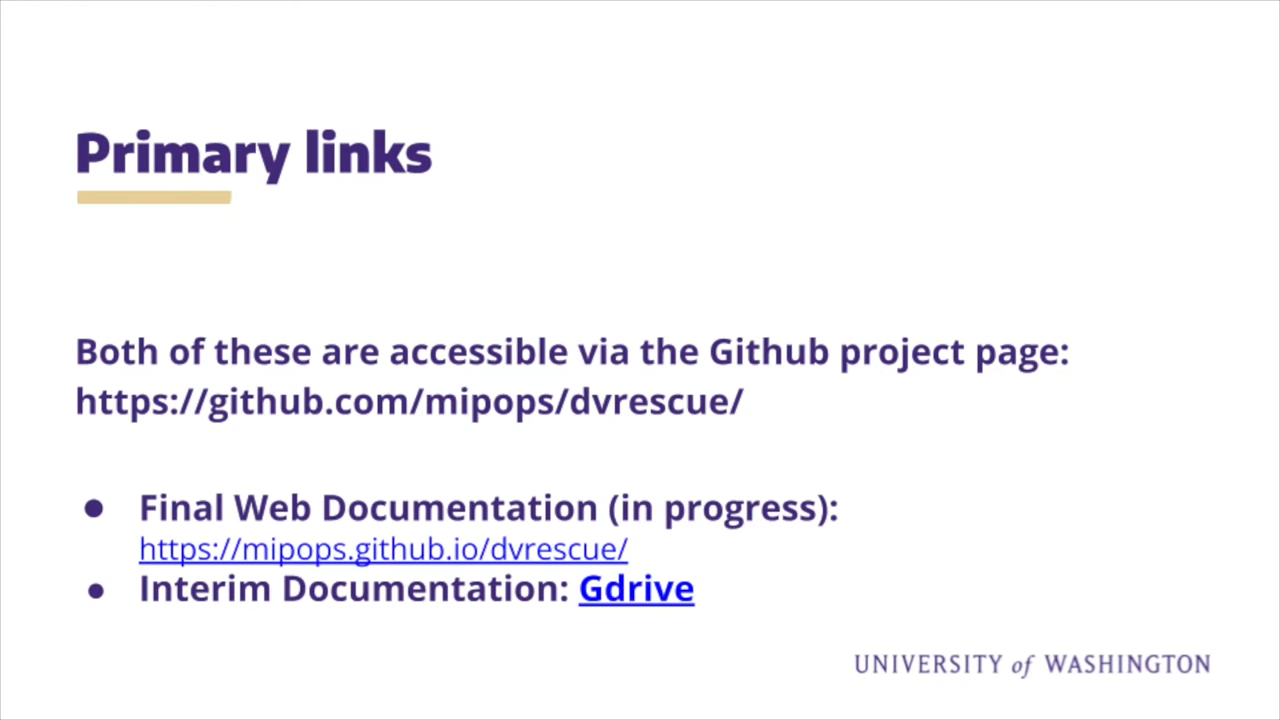 Primary links
Both of these are accessible via the Github project page:
https://github.com/mipops/dvrescue/
● Final Web Documentation (in progress):
https://mipops.github.io/dvrescue/
● Interim Documentation: Gdrive
UNIVERSITY of WASHINGTON